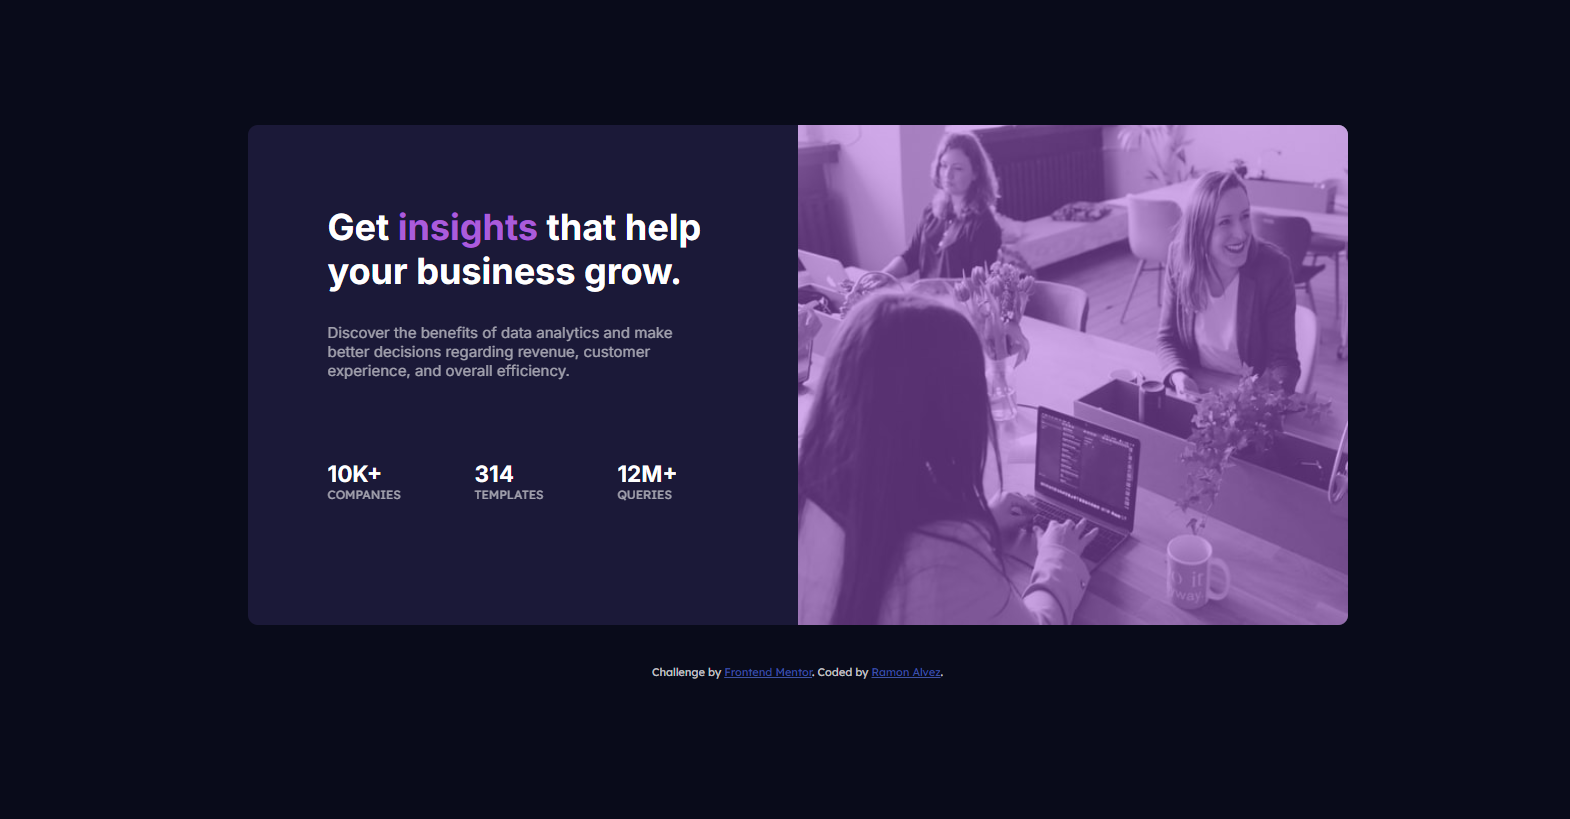 Get insights that help
your business grow.
Discover the benefits of data analytics and make
better decisions regarding revenue, customer
experience, and overall efficiency.
10K+
COMPANIES
314
TEMPLATES
12M+
QUERIES
Challenge by Frontend Mentor. Coded by Ramon Alvez.